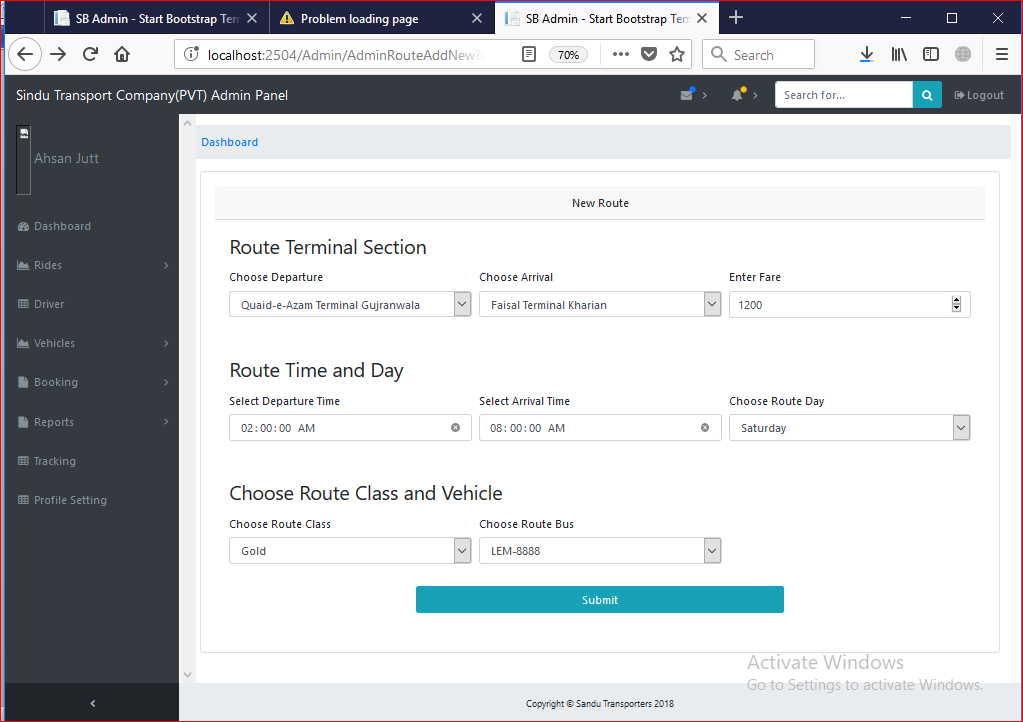 SB Admin - Start Bootstrap Tem
Problem loading page
SB Admin - Start Bootstrap Tem
localhost:2504/Admin/AdminRouteAddNew?
70%
Search
Sindu Transport Company(PVT) Admin Panel
Search for...
Logout
Ahsan Jutt
Dashboard
Rides
Driver
Vehicles
Booking
Reports
Tracking
Profile Setting
Dashboard
New Route
Route Terminal Section
Choose Departure
Choose Arrival
Enter Fare
Quaid-e-Azam Terminal Gujranwala
Faisal Terminal Kharian
1200
Route Time and Day
Select Departure Time
Select Arrival Time
Choose Route Day
02:00:00 AM
08:00:00 AM
Saturday
Choose Route Class and Vehicle
Choose Route Class
Choose Route Bus
Gold
LEM-8888
Submit
Activate Windows
Go to Settings to activate Windows.
Copyright © Sandu Transporters 2018